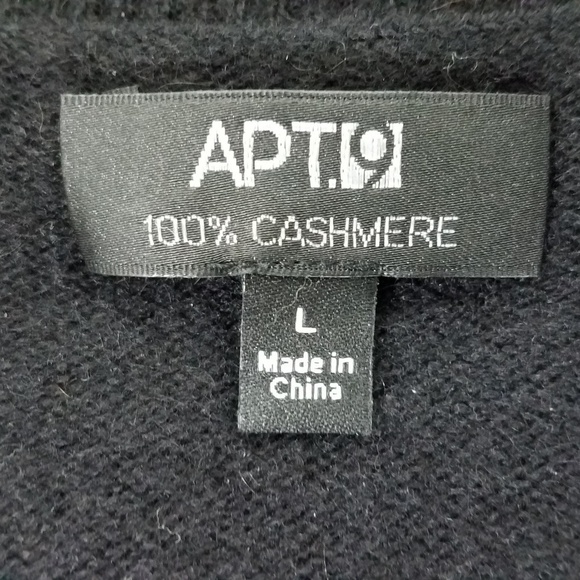 APT.[9]
100% CASHMERE
L
Made in
China